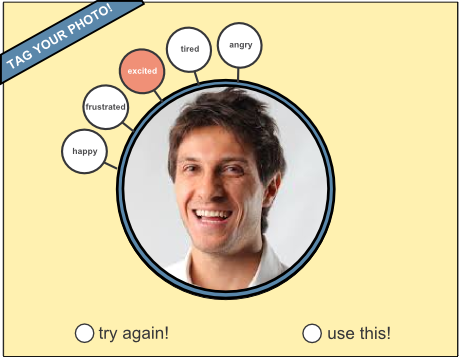 TAG YOUR PHOTO!
tired
angry
excited
frustrated
happy
try again!
use this!